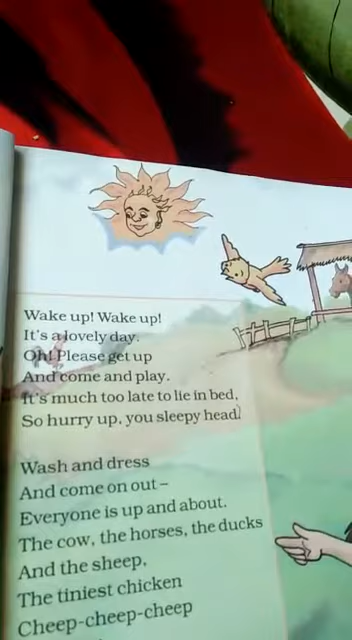 Wake up! Wake up!
It's a lovely day.
Oh! Please get up
And come and play.
It's much too late to lie in bed,
So hurry up, you sleepy head.
Wash and dress
And come on out –
Everyone is up and about.
The cow, the horses, the ducks
And the sheep,
The tiniest chicken
Cheep-cheep-cheep